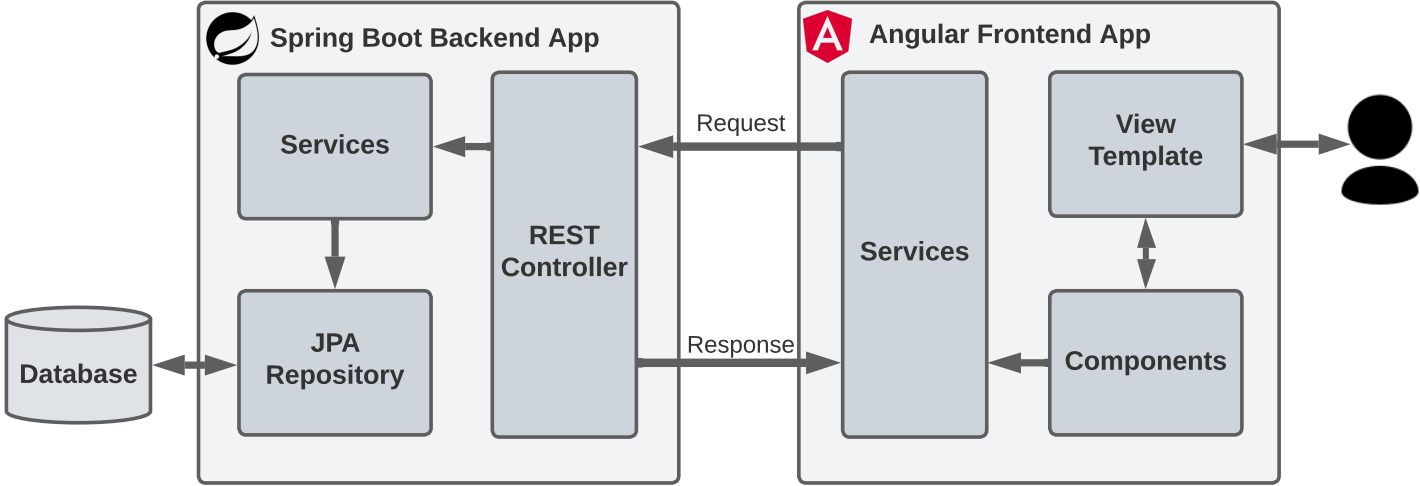 Spring Boot Backend App
Services
REST
Controller
JPA
Repository
Database
Request
Response
Angular Frontend App
Services
View
Template
Components